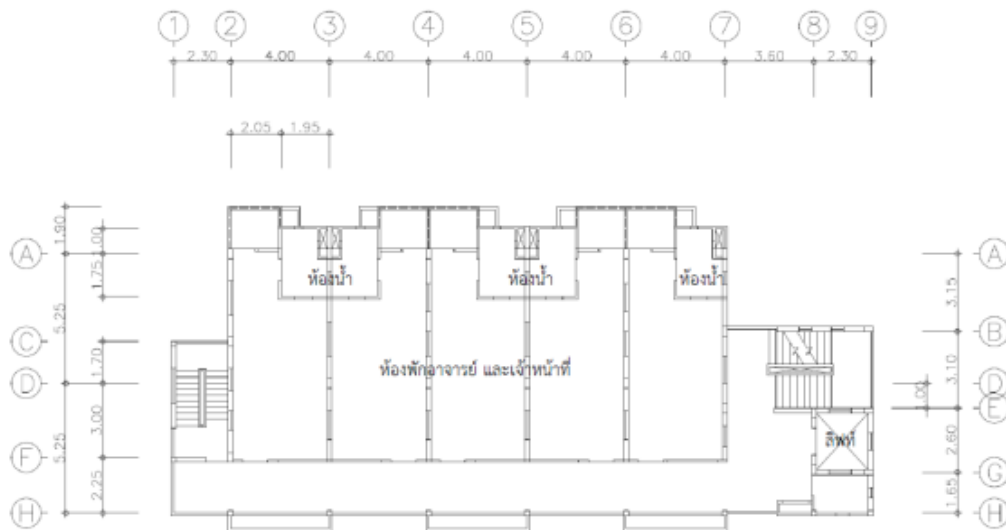 1 2 3 4 5 6 7 8 9
2.30 4.00 4.00 4.00 4.00 4.00 3.60 2.30
2.05 1.95
1.90 1.00
A A
1.75 3.15
ห้องน้ำ ห้องน้ำ ห้องน้ำ
5.25
B
C
1.70 3.10
ห้องพักอาจารย์ และเจ้าหน้าที่
D D
1.00
E
3.00 2.60
ลิฟท์
5.25
F
G
2.25 1.65
H H